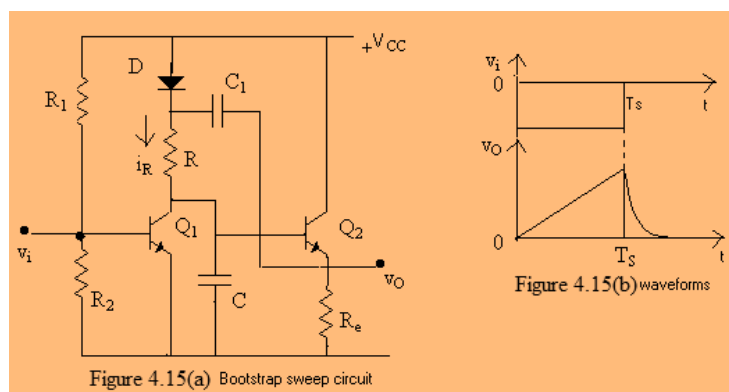 +VCC
D
C1
R1
iR
R
Q1
Q2
vi
vO
R2
C
Re
Figure 4.15(a) Bootstrap sweep circuit
vi
0
Ts
t
vO
0
TS
t
Figure 4.15(b) waveforms